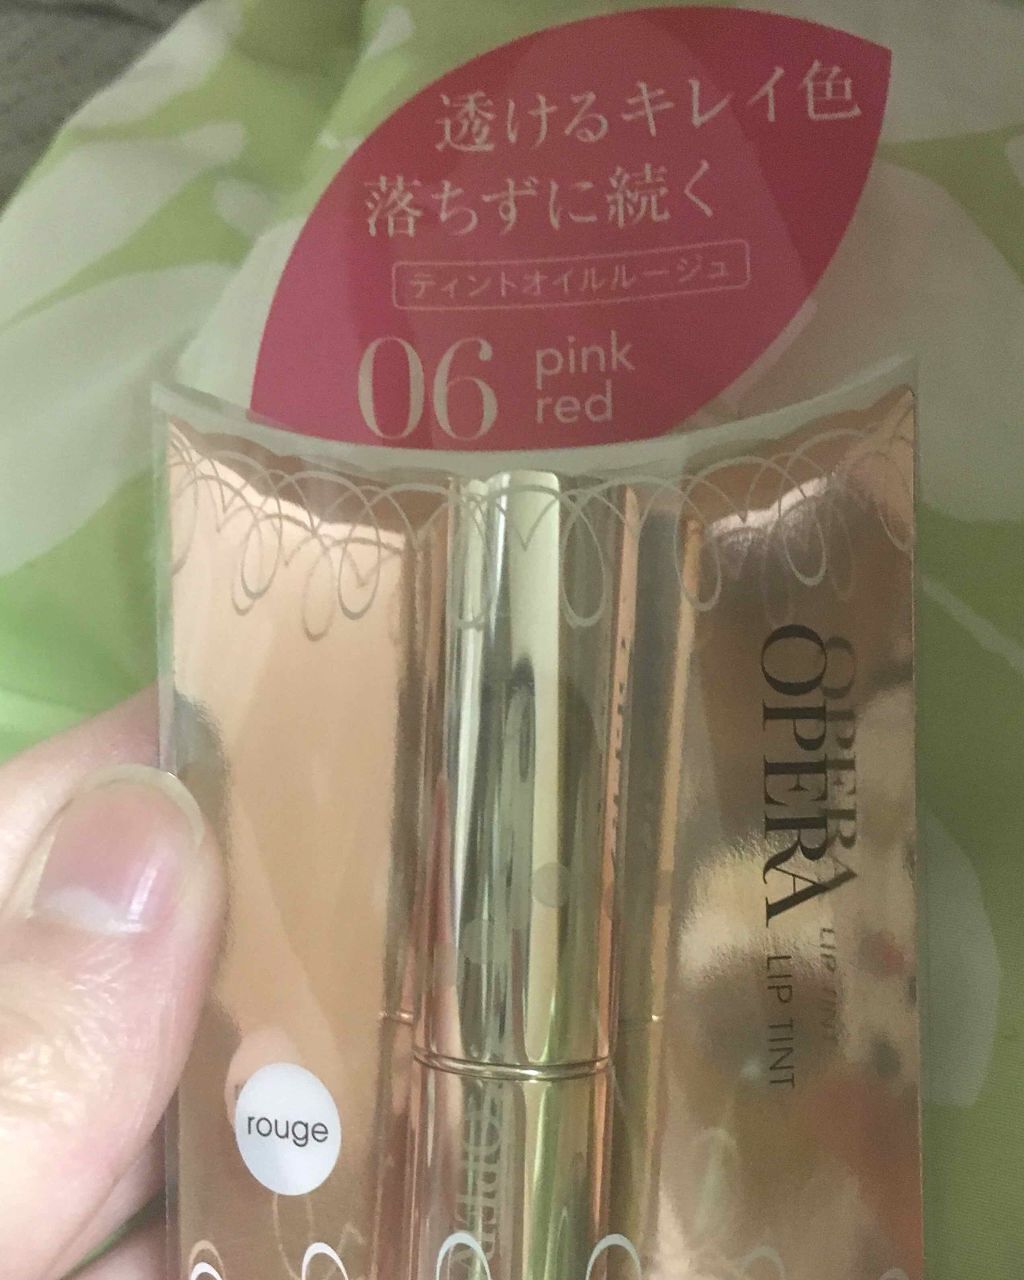 透けるキレイ色
落ちずに続く
ティントオイルルージュ
06 pink
red
OPERA LIP TINT
rouge
OPERA